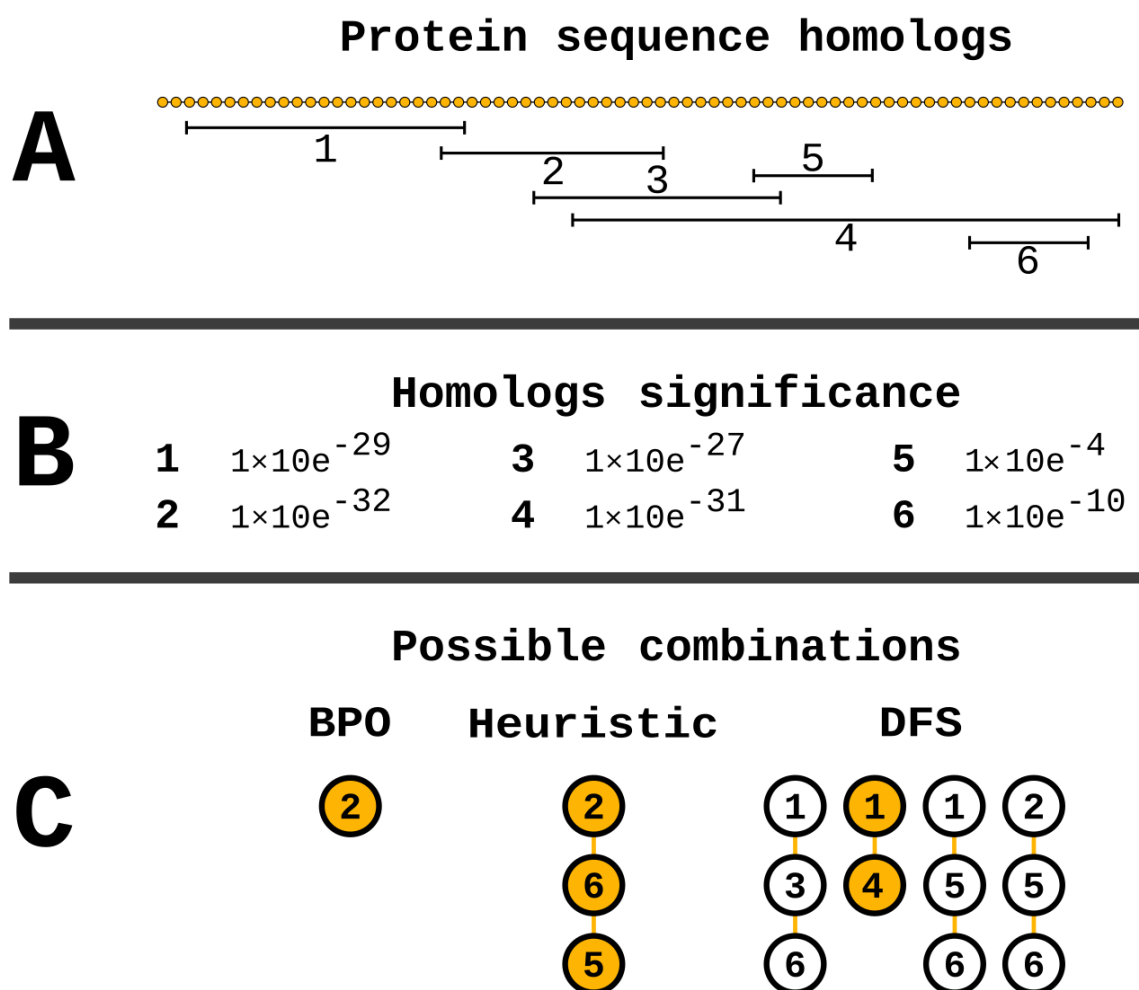 Protein sequence homologs
A
1
2
3
5
4
6
Homologs significance
B
1 1×10e-29 3 1×10e-27 5 1×10e-4
2 1×10e-32 4 1×10e-31 6 1×10e-10
Possible combinations
BPO Heuristic DFS
C
2 2 1 1 1 2
6 3 4 5 5
5 6 6 6